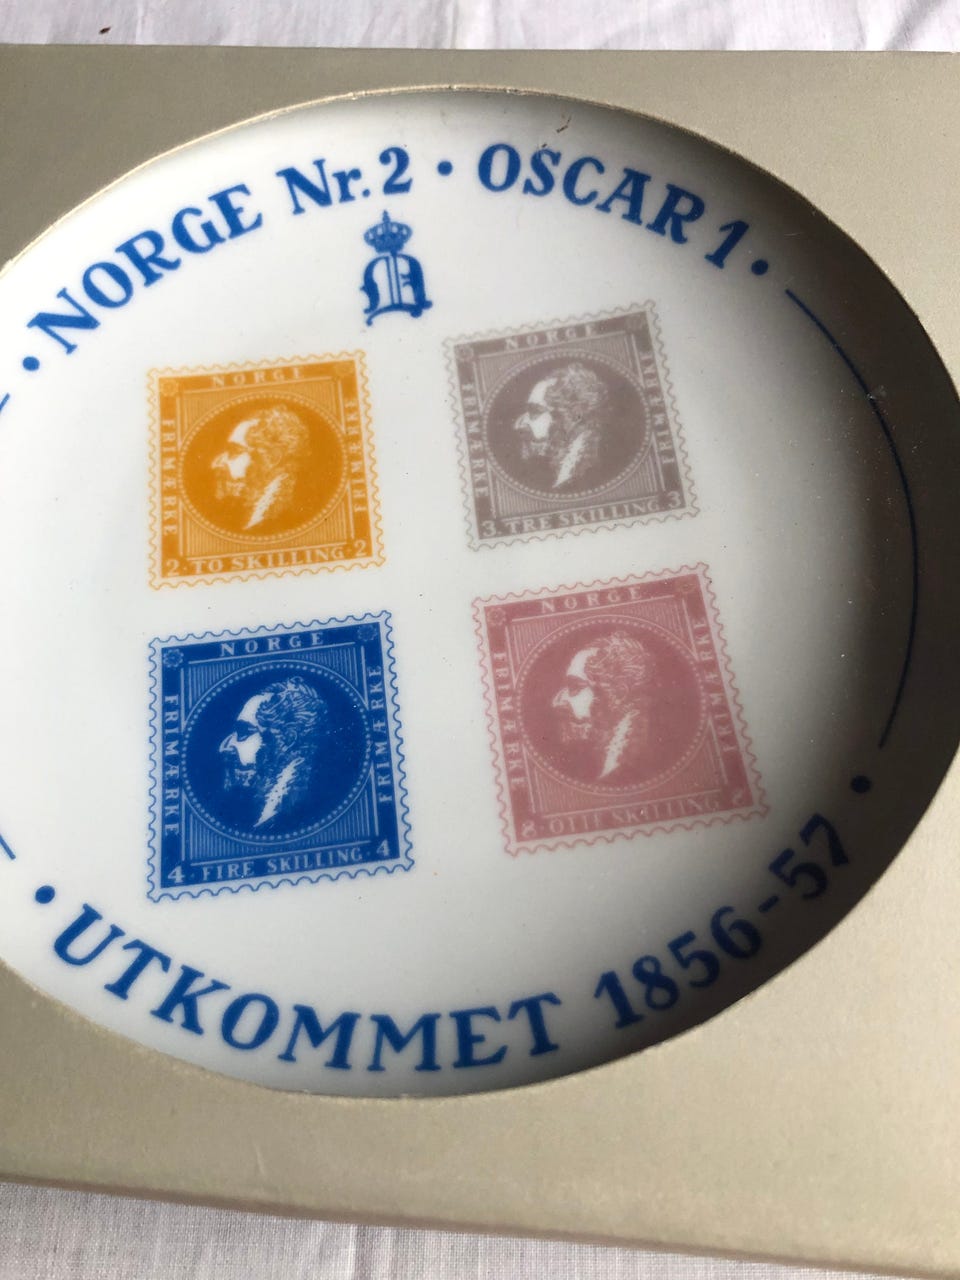 · NORGE Nr. 2 · OSCAR 1 ·
NORGE
FRIMÆRKE
FRIMÆRKE
2 · TO SKILLING · 2
NORGE
FRIMÆRKE
FRIMÆRKE
3. TRE SKILLING 3
NORGE
FRIMÆRKE
FRIMÆRKE
4 · FIRE SKILLING · 4
NORGE
FRIMÆRKE
FRIMÆRKE
8 · OTTE SKILLING · 8
· UTKOMMET 1856-57 ·